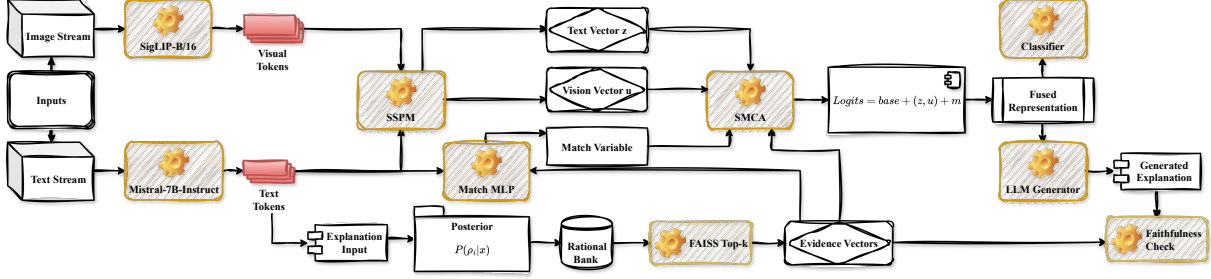 Image Stream
SigLIP-B/16
Visual
Tokens
Text Vector z
Classifier
Inputs
SSPM
Vision Vector u
SMCA
Logits = base + (z, u) + m
Fused
Representation
Match Variable
Text Stream
Mistral-7B-Instruct
Text
Tokens
Match MLP
LLM Generator
Generated
Explanation
Explanation
Input
Posterior
P(ρᵢ|x)
Rational
Bank
FAISS Top-k
Evidence Vectors
Faithfulness
Check